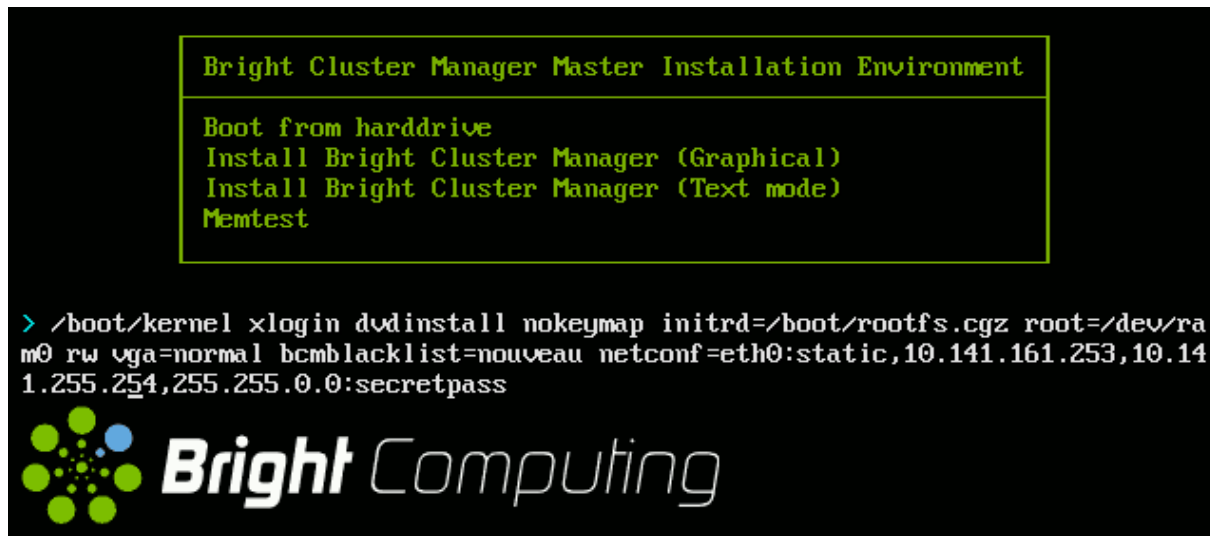 Bright Cluster Manager Master Installation Environment
Boot from harddrive
Install Bright Cluster Manager (Graphical)
Install Bright Cluster Manager (Text mode)
Memtest
> /boot/kernel xlogin dvdinstall nokeymap initrd=/boot/rootfs.cgz root=/dev/ra
m0 rw vga=normal bcmblacklist=nouveau netconf=eth0:static,10.141.161.253,10.14
1.255.254,255.255.0.0:secretpass
Bright Computing